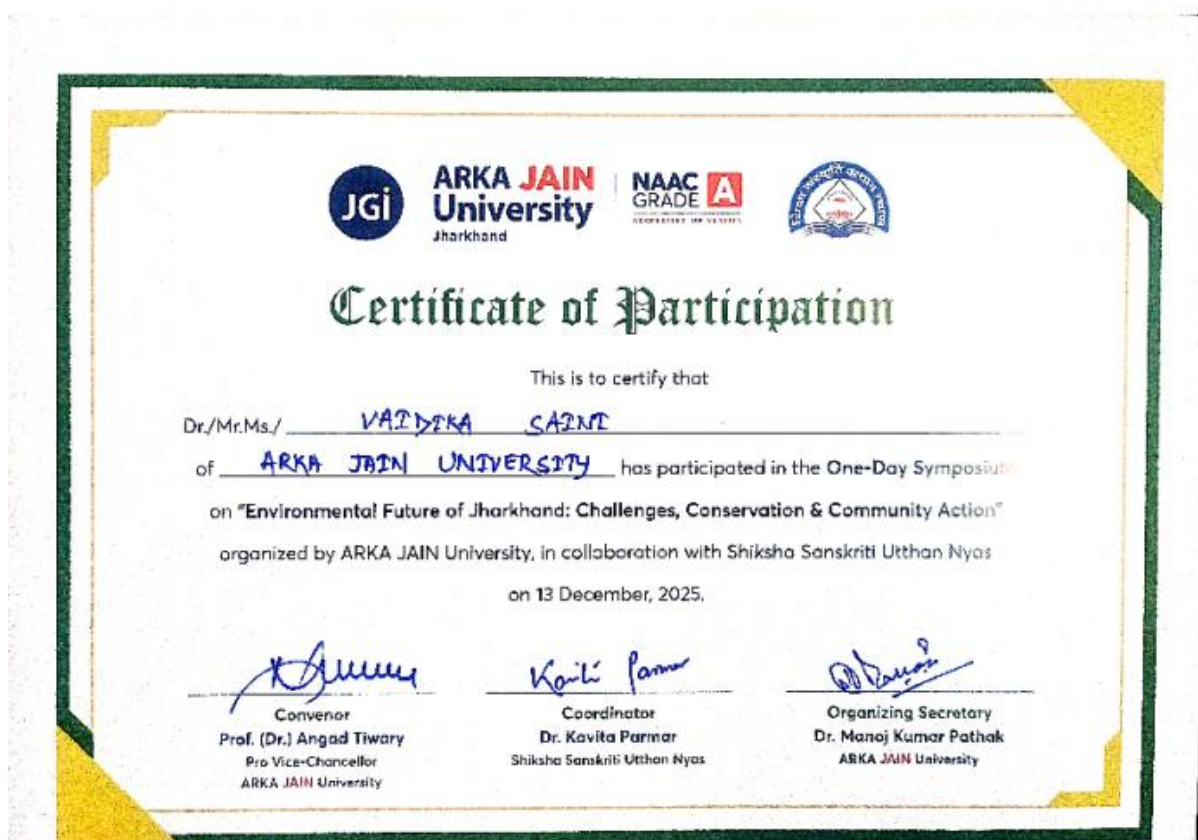 JGi
ARKA JAIN
University
Jharkhand
NAAC
GRADE A
Certificate of Participation
This is to certify that
Dr./Mr.Ms./ VAIDIKA SAINI
of ARKA JAIN UNIVERSITY has participated in the One-Day Symposium
on "Environmental Future of Jharkhand: Challenges, Conservation & Community Action"
organized by ARKA JAIN University, in collaboration with Shiksha Sanskriti Utthan Nyas
on 13 December, 2025.
Kavita Parmar
Convenor
Prof. (Dr.) Angad Tiwary
Pro Vice-Chancellor
ARKA JAIN University
Coordinator
Dr. Kavita Parmar
Shiksha Sanskriti Utthan Nyas
Organizing Secretary
Dr. Manoj Kumar Pathak
ARKA JAIN University